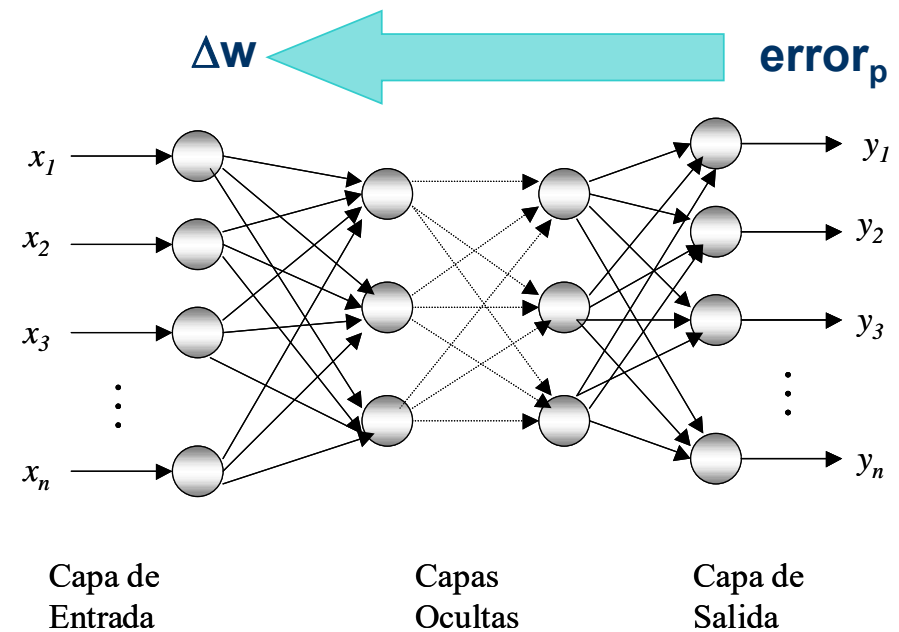 Δw
error_p
x_1
x_2
x_3
x_n
y_1
y_2
y_3
y_n
Capa de
Entrada
Capas
Ocultas
Capa de
Salida